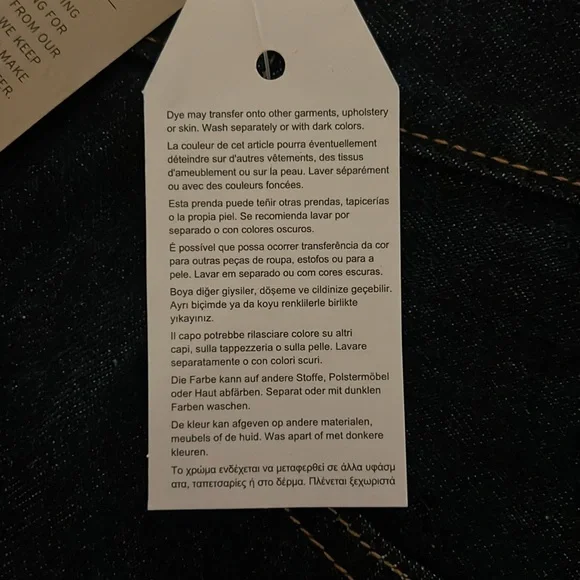 NG FOR
FROM OUR
WE KEEP
MAKE
Dye may transfer onto other garments, upholstery
or skin. Wash separately or with dark colors.
La couleur de cet article pourra éventuellement
déteindre sur d'autres vêtements, des tissus
d'ameublement ou sur la peau. Laver séparément
ou avec des couleurs foncées.
Esta prenda puede teñir otras prendas, tapicerías
o la propia piel. Se recomienda lavar por
separado o con colores oscuros.
É possível que possa ocorrer transferência da cor
para outras peças de roupa, estofos ou para a
pele. Lavar em separado ou com cores escuras.
Boya diğer giysiler, döşeme ve cildinize geçebilir.
Ayrı biçimde ya da koyu renklilerle birlikte
yıkayınız.
Il capo potrebbe rilasciare colore su altri
capi, sulla tappezzeria o sulla pelle. Lavare
separatamente o con colori scuri.
Die Farbe kann auf andere Stoffe, Polstermöbel
oder Haut abfärben. Separat oder mit dunklen
Farben waschen.
De kleur kan afgeven op andere materialen,
meubels of de huid. Was apart of met donkere
kleuren.
Το χρώμα ενδέχεται να μεταφερθεί σε άλλα υφάσμ
ατα, ταπετσαρίες ή στο δέρμα. Πλένεται ξεχωριστά